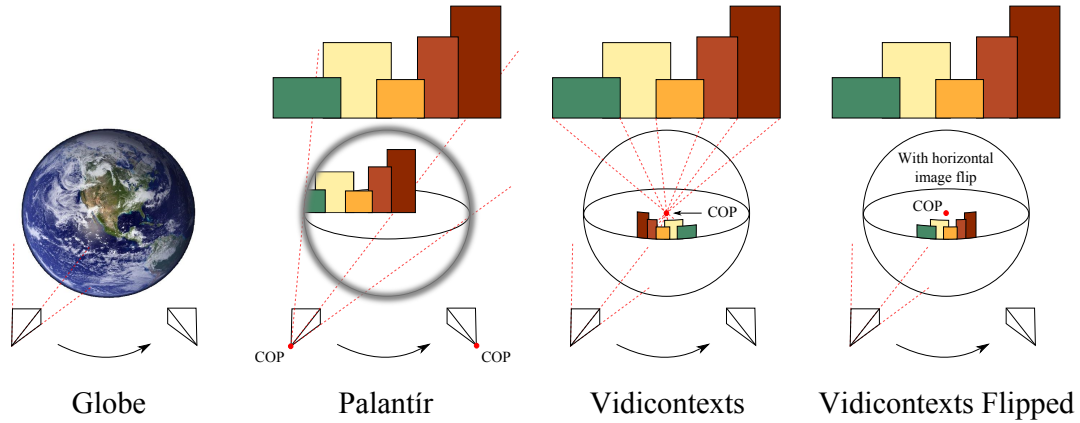 With horizontal
image flip
COP
COP
COP
COP
Globe
Palantír
Vidicontexts
Vidicontexts Flipped